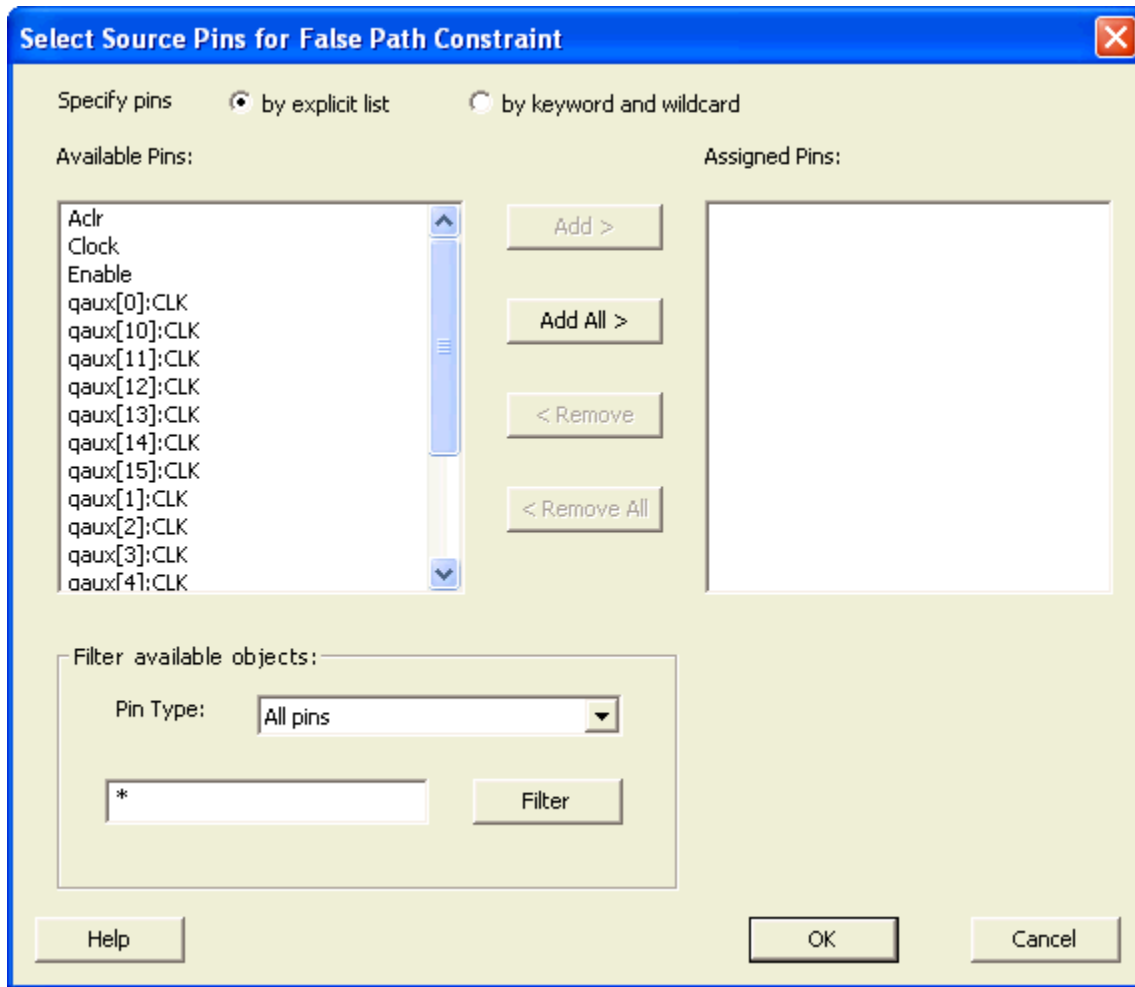 Select Source Pins for False Path Constraint
Specify pins by explicit list by keyword and wildcard
Available Pins: Assigned Pins:
Aclr
Clock
Enable
qaux[0]:CLK
qaux[10]:CLK
qaux[11]:CLK
qaux[12]:CLK
qaux[13]:CLK
qaux[14]:CLK
qaux[15]:CLK
qaux[1]:CLK
qaux[2]:CLK
qaux[3]:CLK
qaux[4]:CLK
Add >
Add All >
< Remove
< Remove All
Filter available objects:
Pin Type: All pins
* Filter
Help OK Cancel